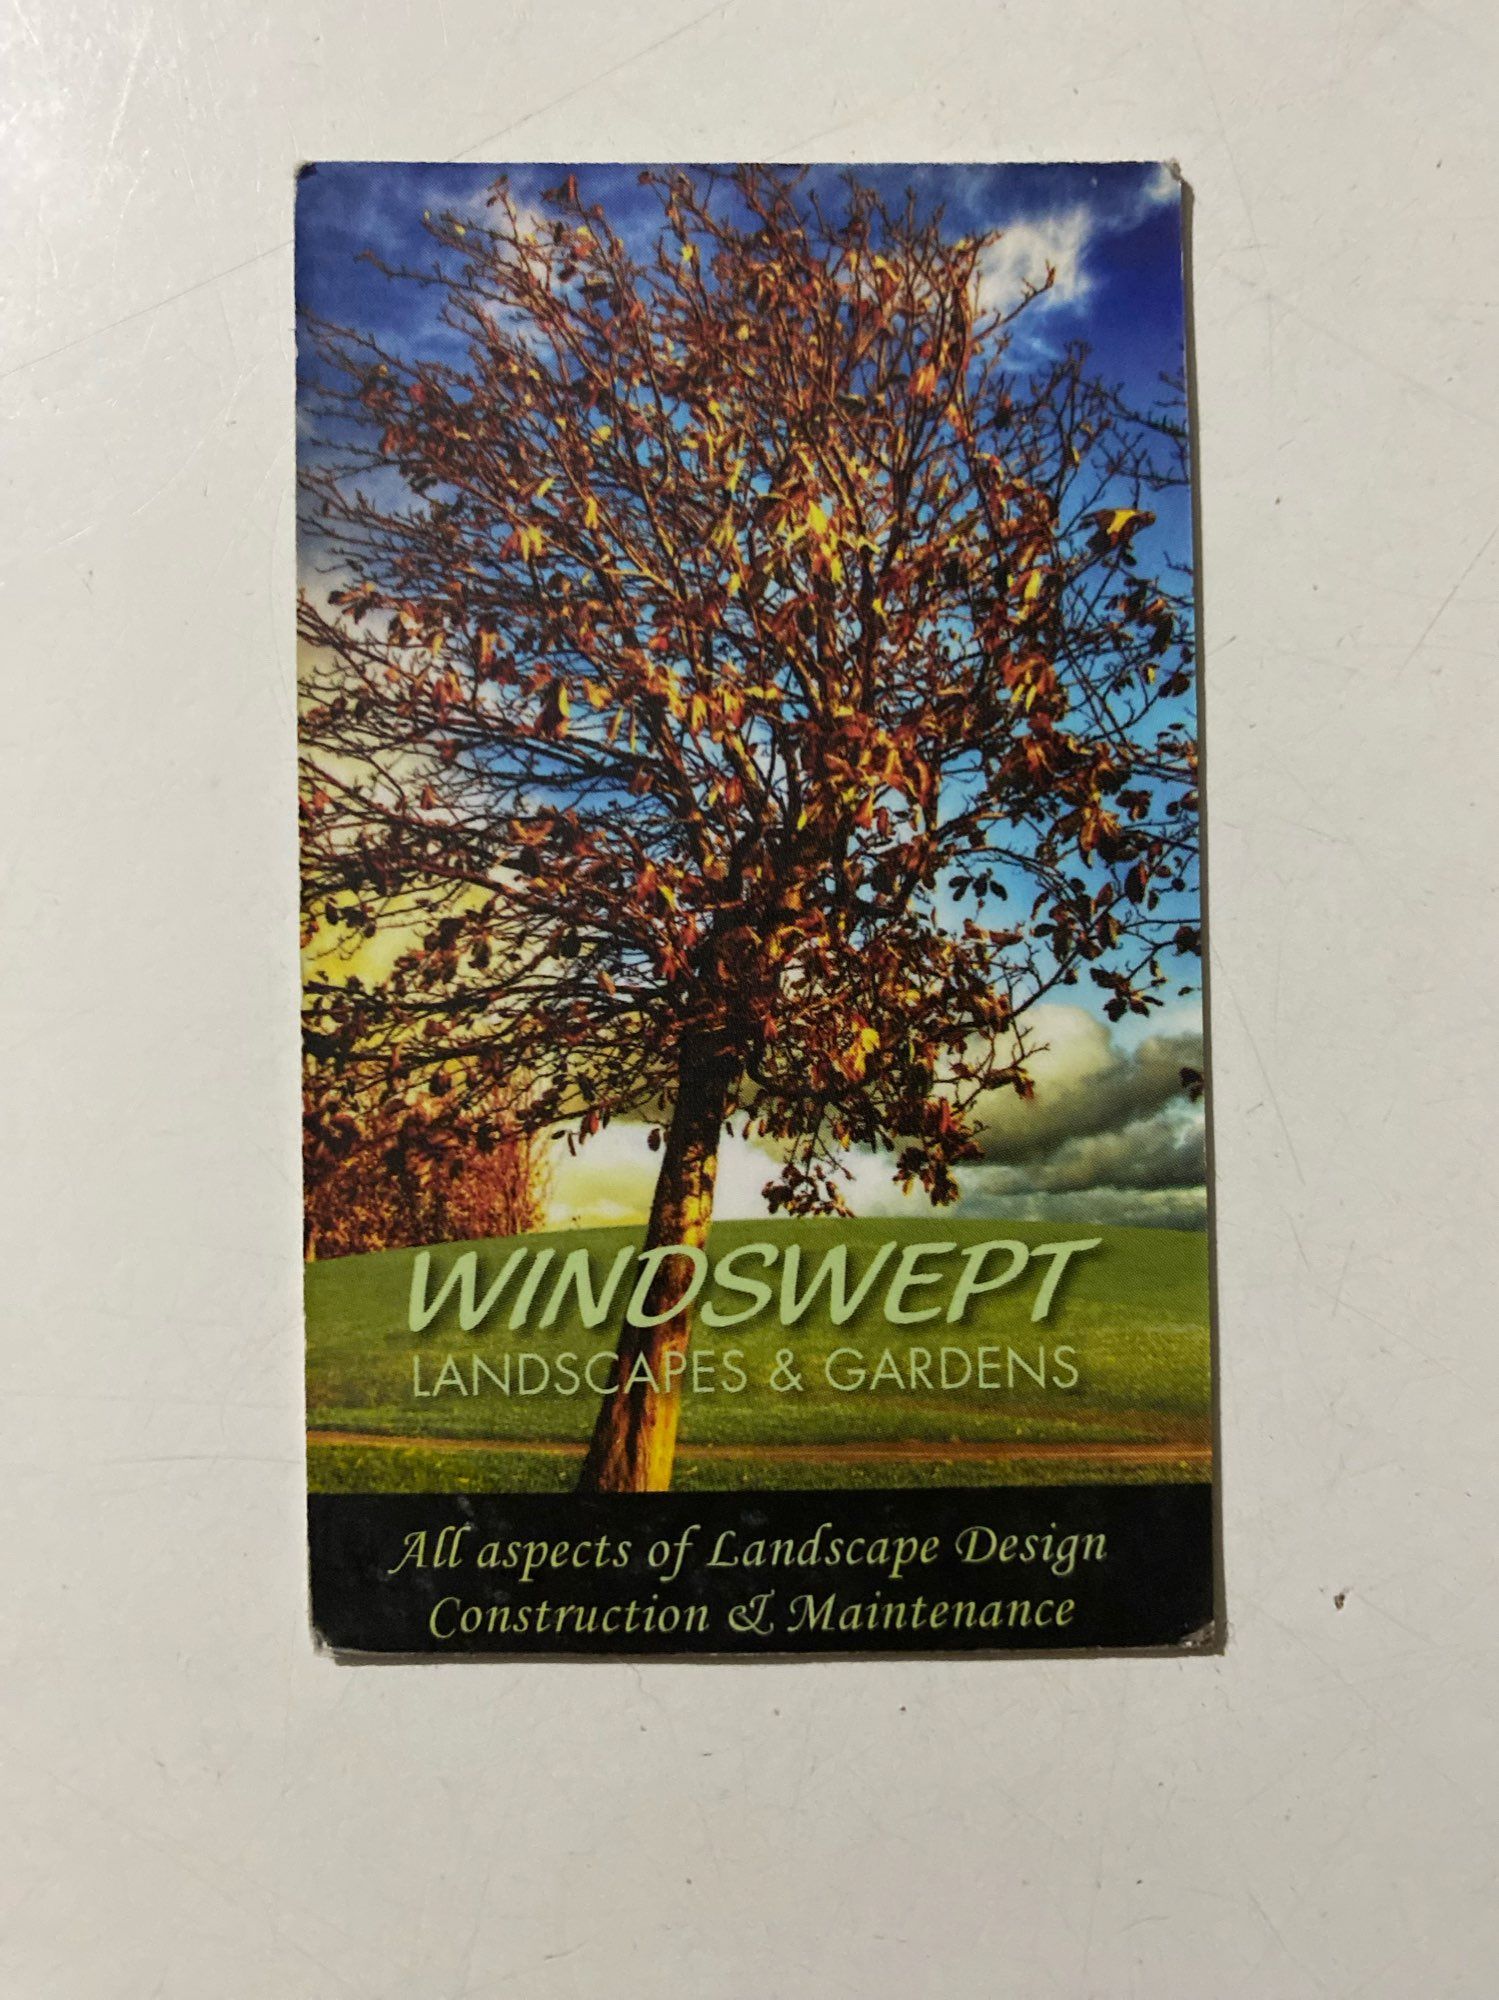 WINDSWEPT
LANDSCAPES & GARDENS
All aspects of Landscape Design
Construction & Maintenance